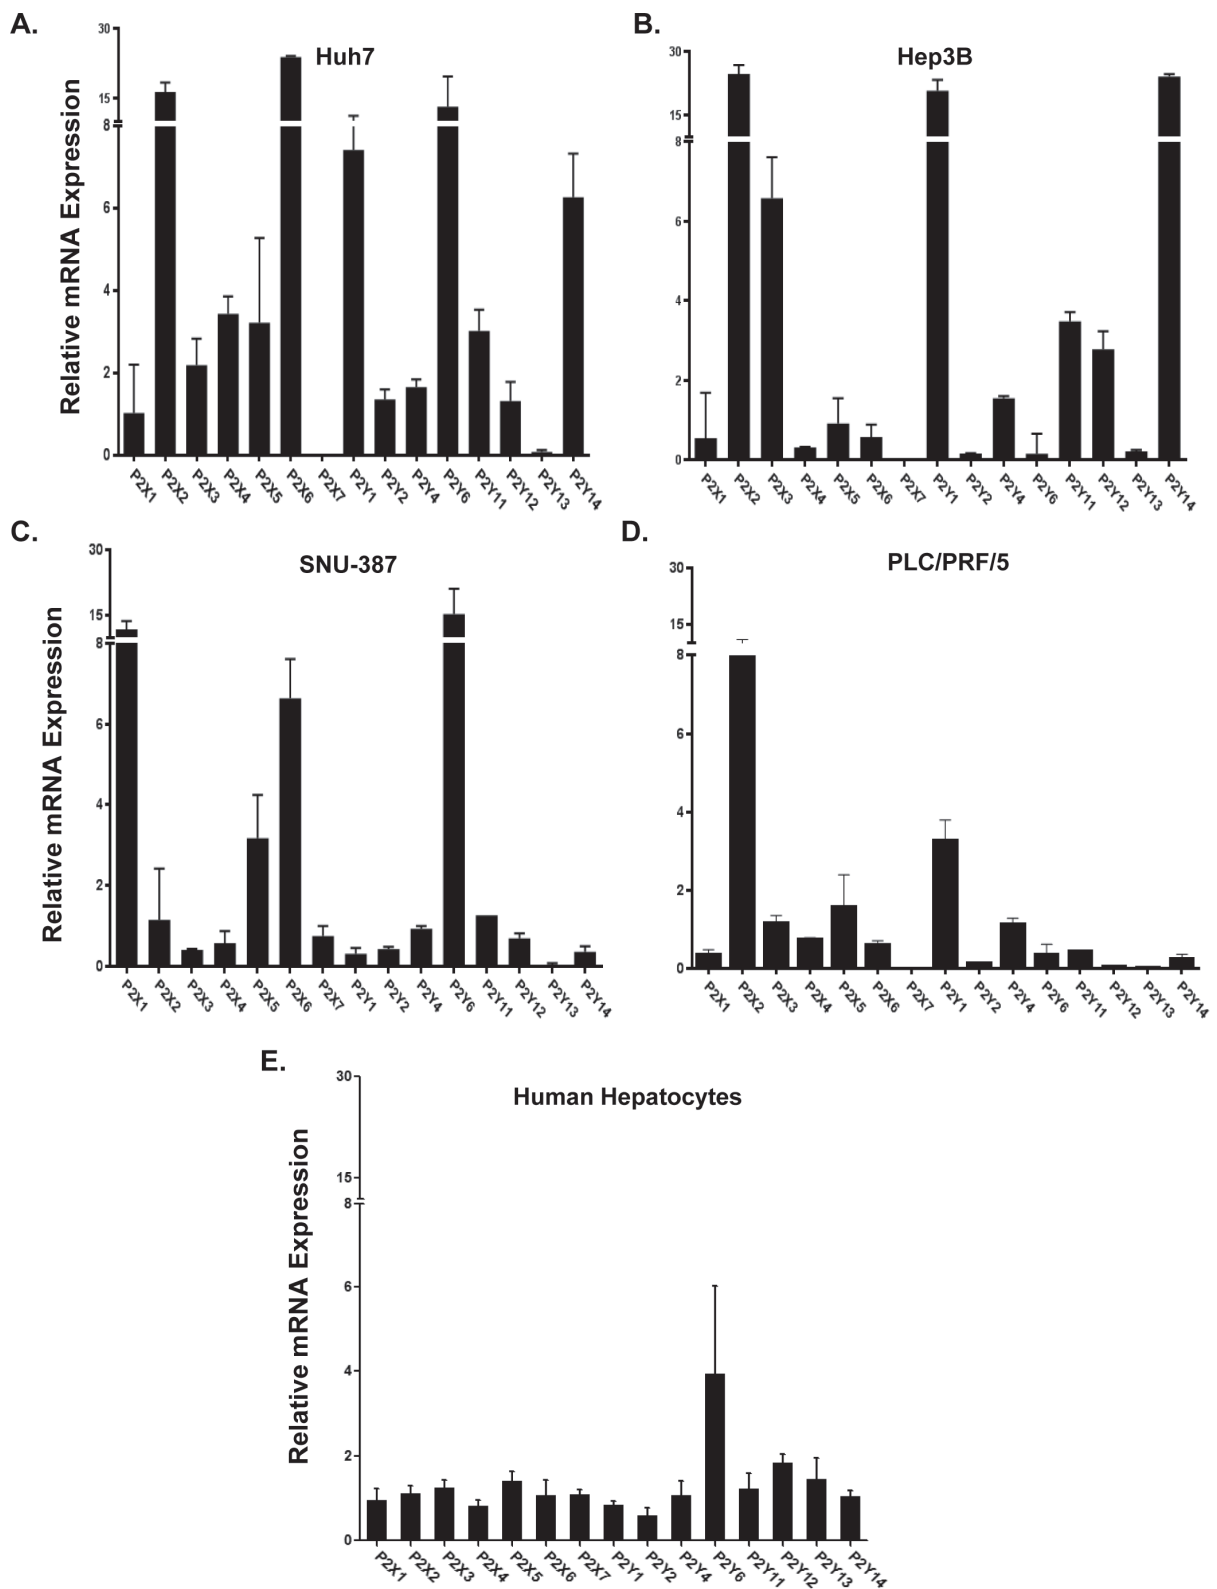 A.
Huh7
Relative mRNA Expression
30
15
8
6
4
2
0
P2X1 P2X2 P2X3 P2X4 P2X5 P2X6 P2X7 P2Y1 P2Y2 P2Y4 P2Y6 P2Y11 P2Y12 P2Y13 P2Y14
B.
Hep3B
30
15
8
6
4
2
0
P2X1 P2X2 P2X3 P2X4 P2X5 P2X6 P2X7 P2Y1 P2Y2 P2Y4 P2Y6 P2Y11 P2Y12 P2Y13 P2Y14
C.
SNU-387
Relative mRNA Expression
30
15
8
6
4
2
0
P2X1 P2X2 P2X3 P2X4 P2X5 P2X6 P2X7 P2Y1 P2Y2 P2Y4 P2Y6 P2Y11 P2Y12 P2Y13 P2Y14
D.
PLC/PRF/5
30
15
8
6
4
2
0
P2X1 P2X2 P2X3 P2X4 P2X5 P2X6 P2X7 P2Y1 P2Y2 P2Y4 P2Y6 P2Y11 P2Y12 P2Y13 P2Y14
E.
Human Hepatocytes
Relative mRNA Expression
30
15
8
6
4
2
0
P2X1 P2X2 P2X3 P2X4 P2X5 P2X6 P2X7 P2Y1 P2Y2 P2Y4 P2Y6 P2Y11 P2Y12 P2Y13 P2Y14